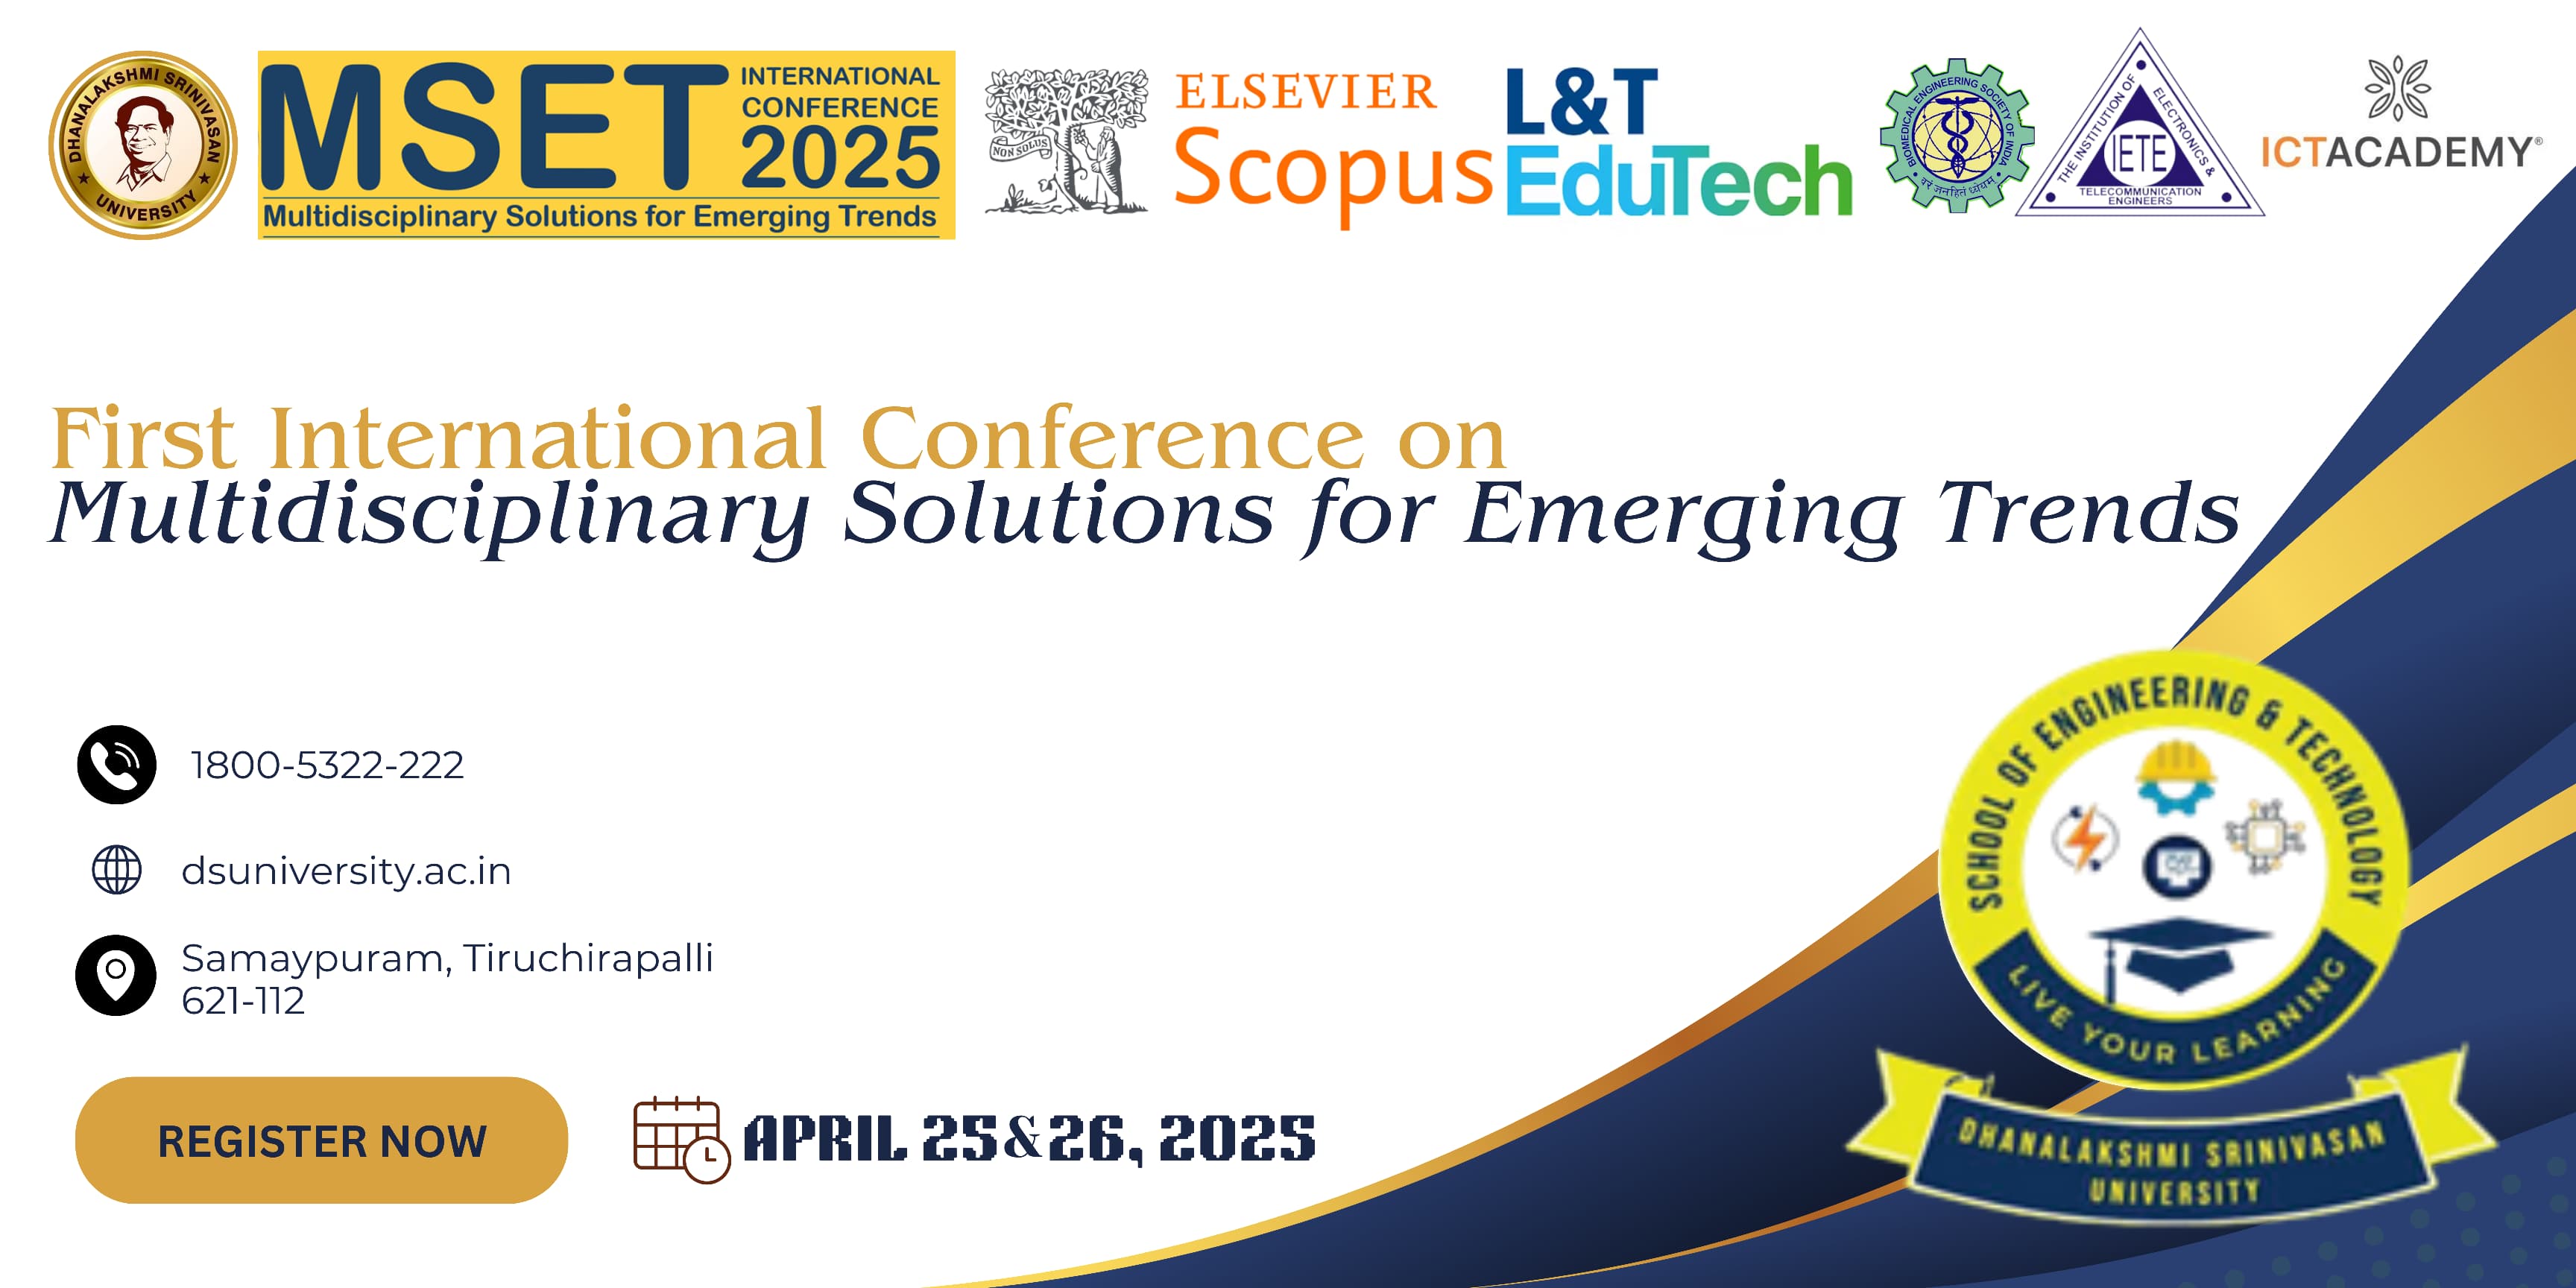 DHANALAKSHMI SRINIVASAN
UNIVERSITY
MSET
INTERNATIONAL
CONFERENCE
2025
Multidisciplinary Solutions for Emerging Trends
NON SOLUS
ELSEVIER
Scopus
L&T
EduTech
BIOMEDICAL ENGINEERING SOCIETY OF INDIA
THE INSTITUTION OF
ELECTRONICS &
IETE
TELECOMMUNICATION
ENGINEERS
ICTACADEMY®
First International Conference on
Multidisciplinary Solutions for Emerging Trends
1800-5322-222
dsuniversity.ac.in
Samaypuram, Tiruchirapalli
621-112
REGISTER NOW
APRIL 25&26, 2025
SCHOOL OF ENGINEERING & TECHNOLOGY
LIVE YOUR LEARNING
DHANALAKSHMI SRINIVASAN
UNIVERSITY